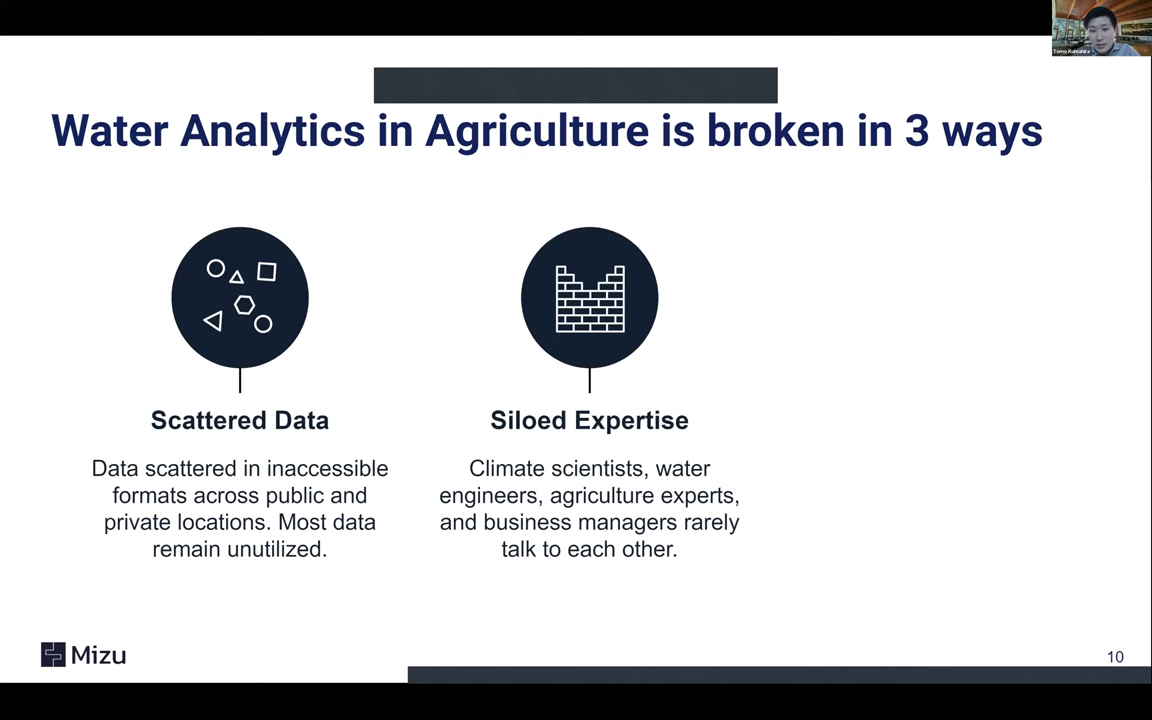 Tomo Kumahira
Water Analytics in Agriculture is broken in 3 ways
Scattered Data
Data scattered in inaccessible
formats across public and
private locations. Most data
remain unutilized.
Siloed Expertise
Climate scientists, water
engineers, agriculture experts,
and business managers rarely
talk to each other.
Mizu
10